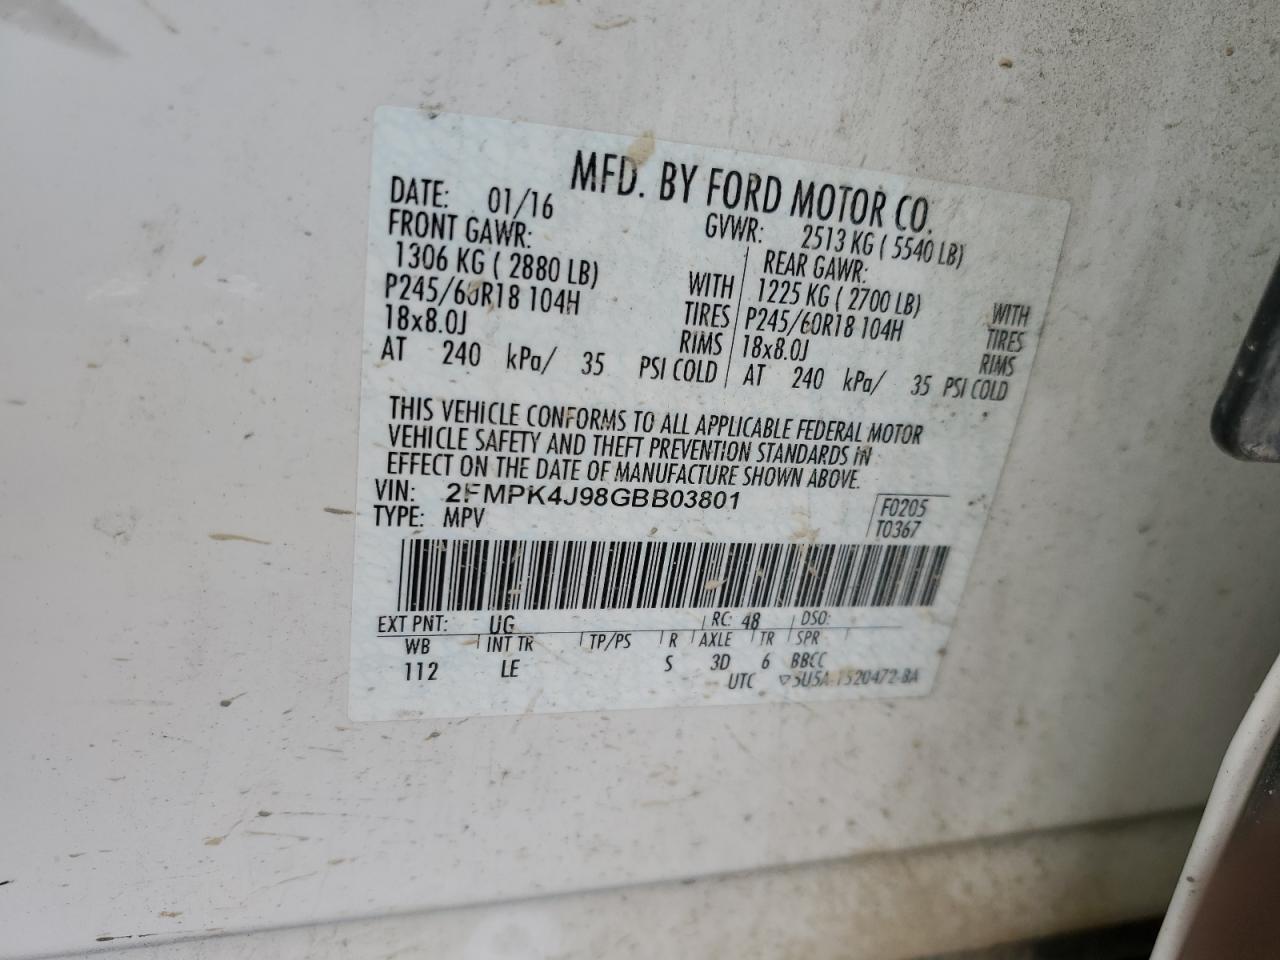 MFD. BY FORD MOTOR CO.
DATE: 01/16 GVWR: 2513 KG ( 5540 LB)
FRONT GAWR: REAR GAWR:
1306 KG ( 2880 LB) WITH 1225 KG ( 2700 LB) WITH
P245/60R18 104H TIRES P245/60R18 104H TIRES
18x8.0J RIMS 18x8.0J RIMS
AT 240 kPa/ 35 PSI COLD AT 240 kPa/ 35 PSI COLD
THIS VEHICLE CONFORMS TO ALL APPLICABLE FEDERAL MOTOR
VEHICLE SAFETY AND THEFT PREVENTION STANDARDS IN
EFFECT ON THE DATE OF MANUFACTURE SHOWN ABOVE.
VIN: 2FMPK4J98GBB03801 F0205
TYPE: MPV T0367
EXT PNT: UG RC: 48 DSO:
WB INT TR TP/PS R AXLE TR SPR
112 LE S 3D 6 BBCC
UTC ▽5U5A-1520472-BA